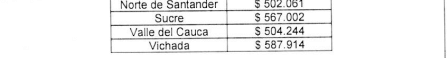 Norte de Santander $ 502.061
Sucre $ 567.002
Valle del Cauca $ 504.244
Vichada $ 587.914